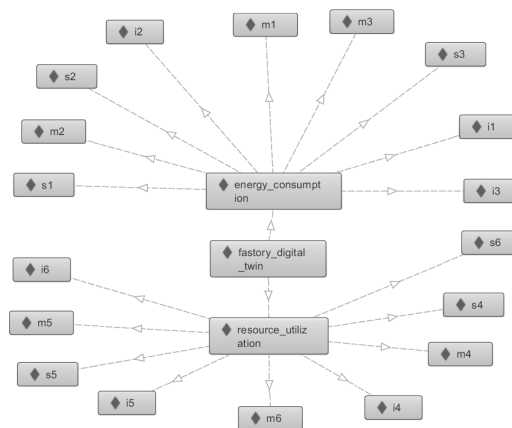 m1
m3
i2
s3
s2
i1
m2
energy_consumpt
ion
s1
i3
fastory_digital
_twin
s6
i6
s4
m5
resource_utiliz
ation
m4
s5
i5
i4
m6